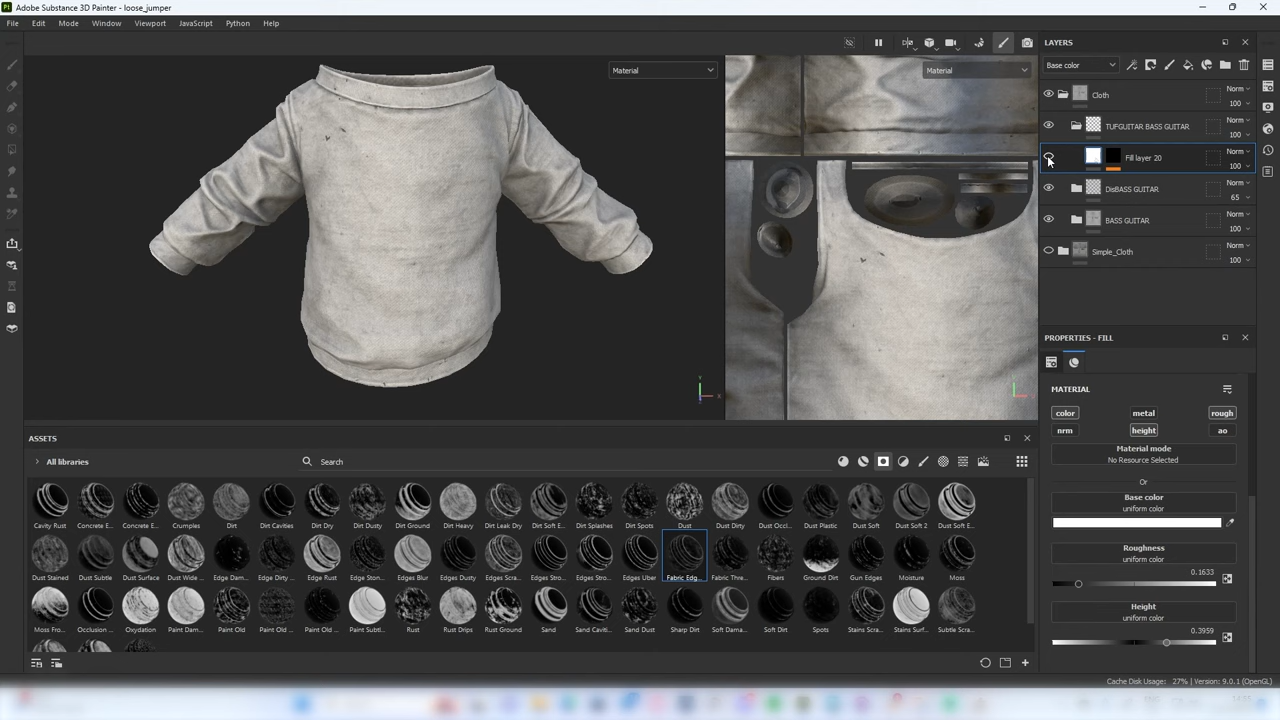 Adobe Substance 3D Painter - loose_jumper
File Edit Mode Window Viewport JavaScript Python Help
Material
Material
LAYERS
Base color
Cloth
Norm
100
TUFGUITAR BASS GUITAR
Norm
100
Fill layer 20
Norm
100
DisBASS GUITAR
Norm
65
BASS GUITAR
Norm
100
Simple_Cloth
Norm
100
PROPERTIES - FILL
MATERIAL
color metal rough
nrm height ao
Material mode
No Resource Selected
Or
Base color
uniform color
Roughness
uniform color
0.1633
Height
uniform color
0.3959
ASSETS
All libraries
Search
Cavity Rust Concrete E... Concrete E... Crumples Dirt Dirt Cavities Dirt Dry Dirt Dusty Dirt Ground Dirt Heavy Dirt Leak Dry Dirt Soft E... Dirt Splashes Dirt Spots Dust Dust Dirty Dust Occl... Dust Plastic Dust Soft Dust Soft 2 Dust Soft E...
Dust Stained Dust Subtle Dust Surface Dust Wide ... Edge Dam... Edge Dirty ... Edge Rust Edge Ston... Edges Blur Edges Dusty Edges Scra... Edges Stro... Edges Stro... Edges Uber Fabric Edg... Fabric Thre... Fibers Ground Dirt Gun Edges Moisture Moss
Moss Fro... Occlusion ... Oxydation Paint Dam... Paint Old Paint Old ... Paint Old ... Paint Subtl... Rust Rust Drips Rust Ground Sand Sand Caviti... Sand Dust Sharp Dirt Soft Dama... Soft Dirt Spots Stains Scra... Stains Surf... Subtle Scra...
Cache Disk Usage: 27% | Version: 9.0.1 (OpenGL)